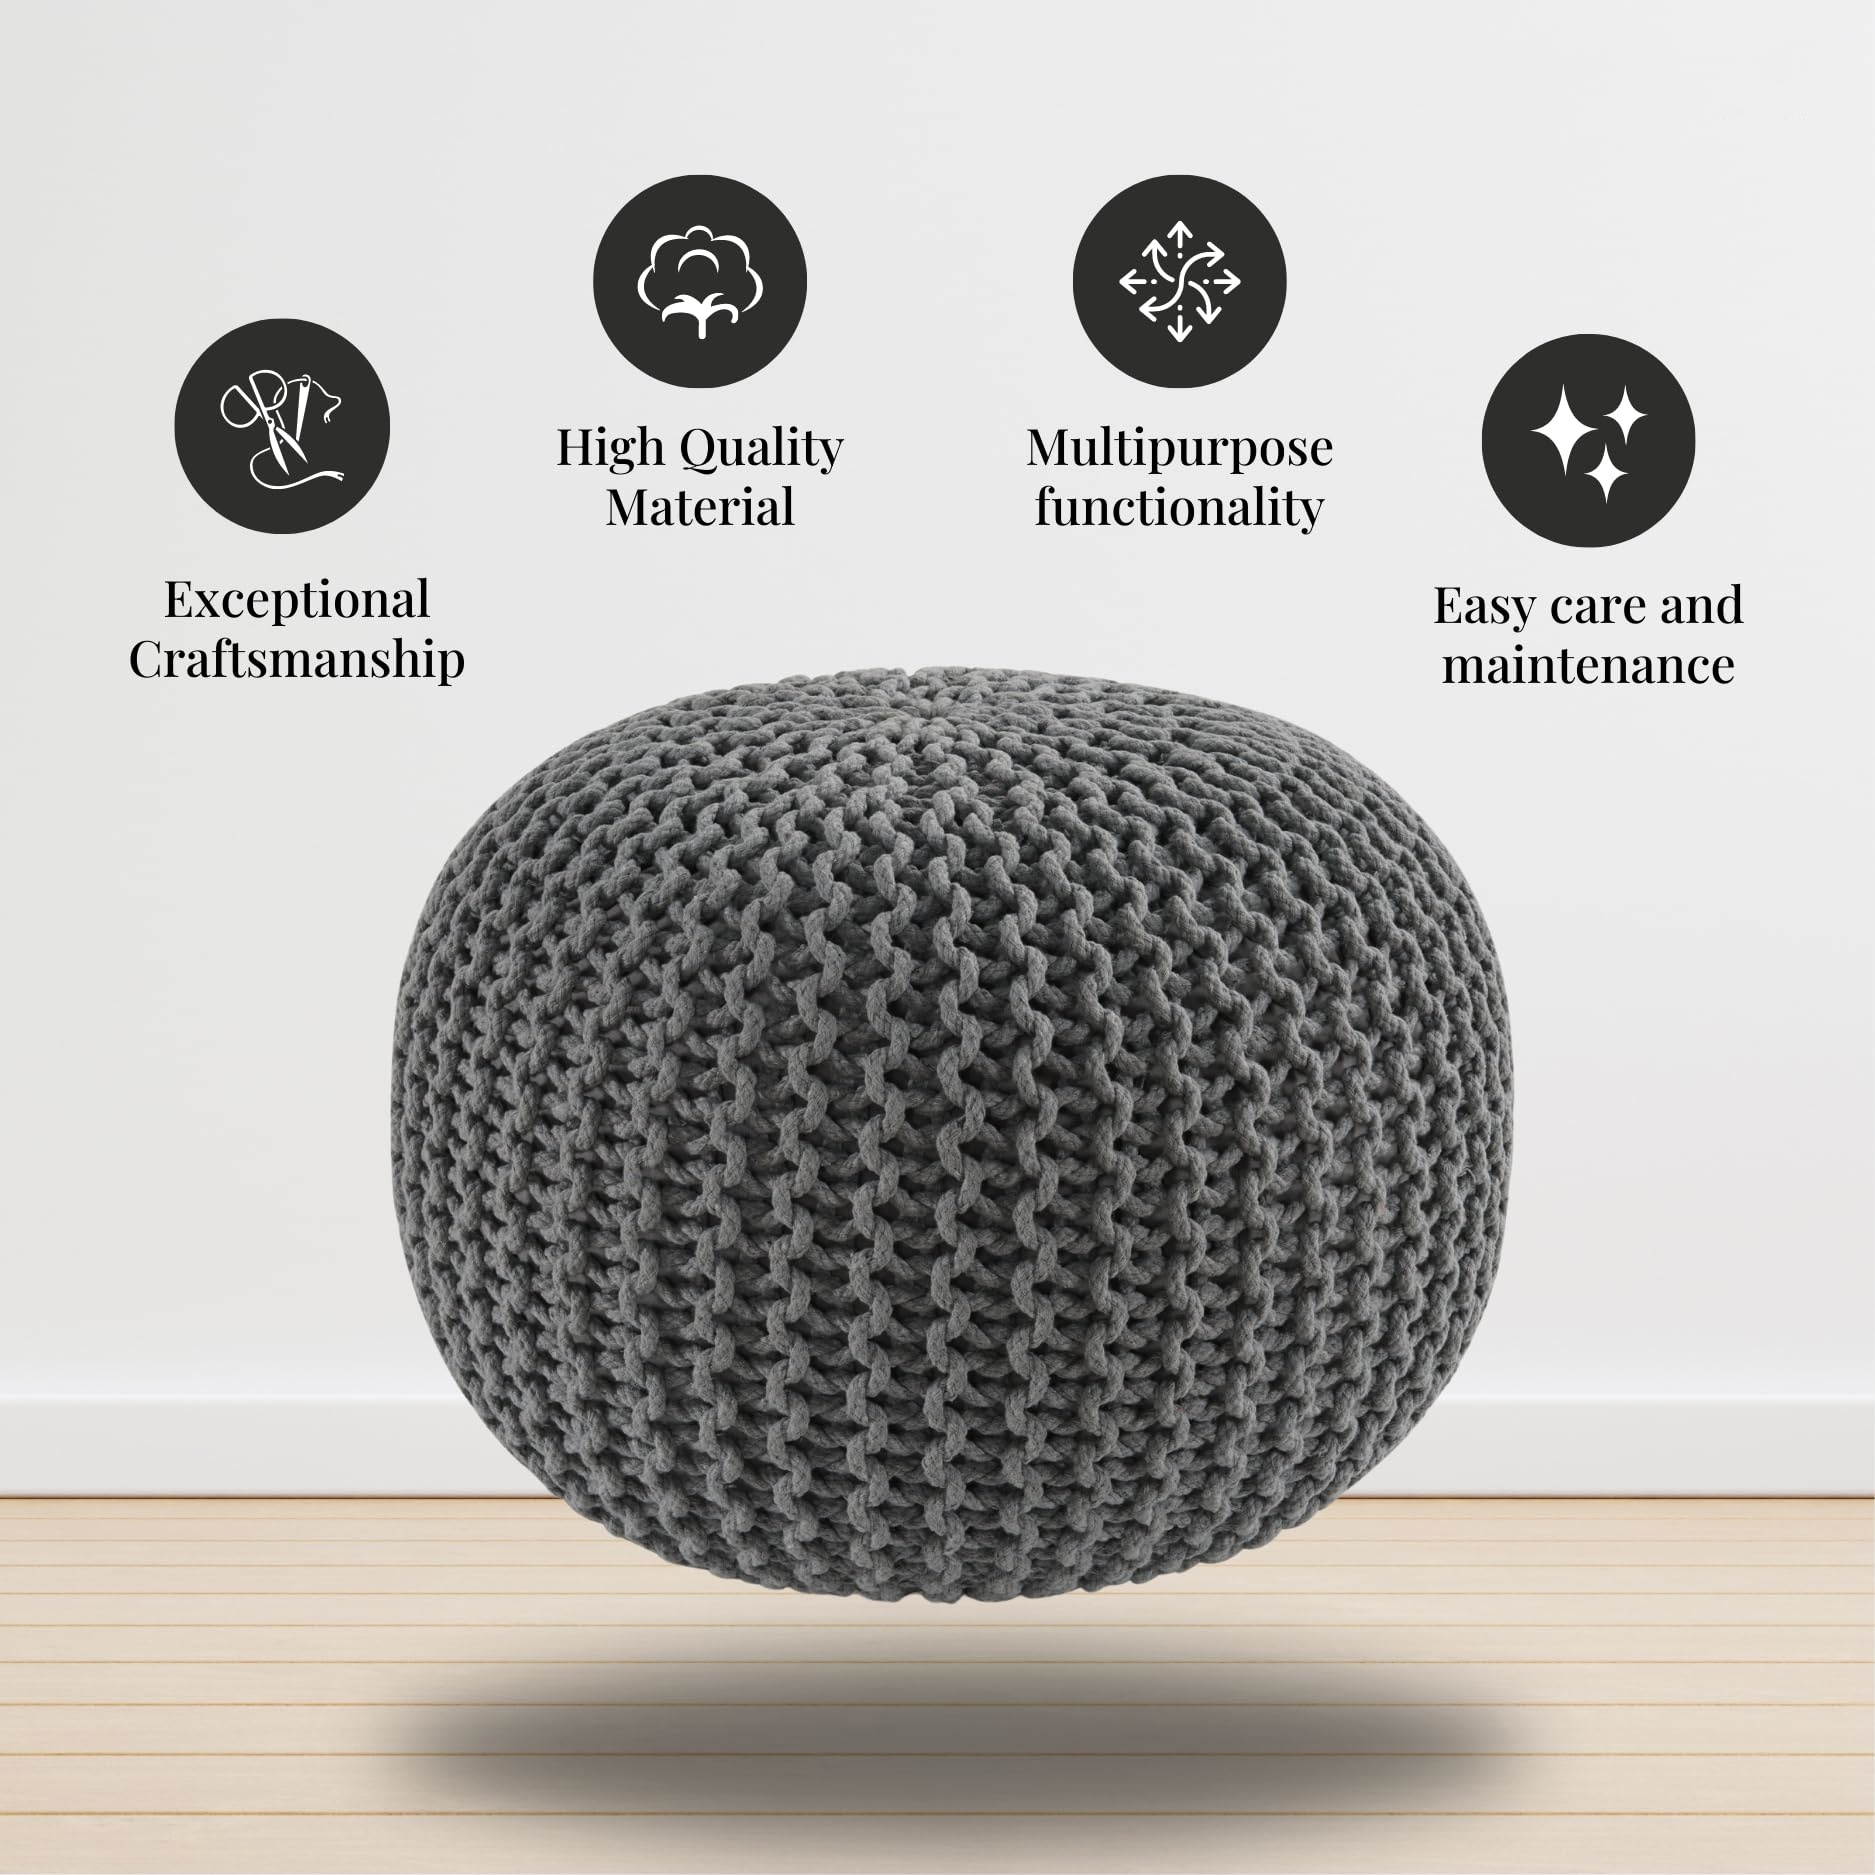 Exceptional
Craftsmanship
High Quality
Material
Multipurpose
functionality
Easy care and
maintenance